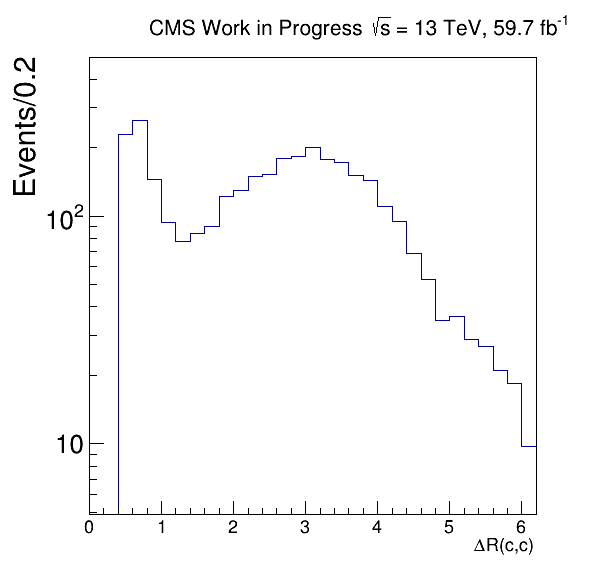 CMS Work in Progress √s = 13 TeV, 59.7 fb⁻¹
Events/0.2
10²
10
0 1 2 3 4 5 6
ΔR(c,c)